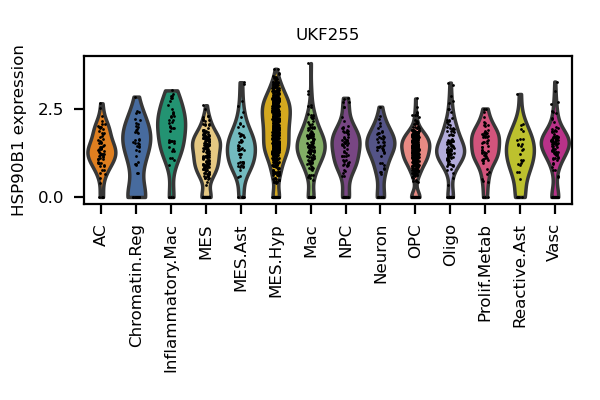 UKF255
HSP90B1 expression
2.5
0.0
AC
Chromatin.Reg
Inflammatory.Mac
MES
MES.Ast
MES.Hyp
Mac
NPC
Neuron
OPC
Oligo
Prolif.Metab
Reactive.Ast
Vasc